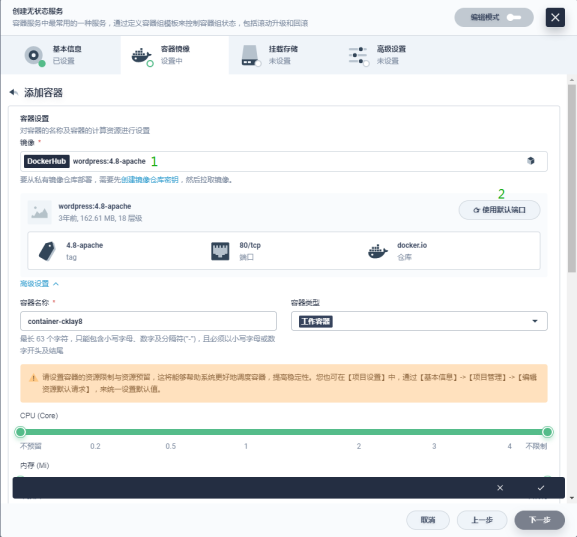 创建无状态服务
容器服务中最常用的一种服务，通过定义容器组模板来控制容器组状态，包括滚动升级和回滚
编辑模式
基本信息
已设置
容器镜像
设置中
挂载存储
未设置
高级设置
未设置
添加容器
容器设置
对容器的名称及容器的计算资源进行设置
镜像 *
DockerHub wordpress:4.8-apache 1
要从私有镜像仓库部署，需要先创建镜像仓库密钥，然后拉取镜像。
2
wordpress:4.8-apache
3年前, 162.61 MB, 18 层级
使用默认端口
4.8-apache
tag
80/tcp
端口
docker.io
仓库
高级设置
容器名称 *
container-cklay8
最长 63 个字符，只能包含小写字母、数字及分隔符("-")，且必须以小写字母或数
字开头及结尾
容器类型
工作容器
请设置容器的资源限制与资源预留，这将能够帮助系统更好地调度容器，提高稳定性。您也可在【项目设置】中，通过【基本信息】->【项目管理】->【编辑
资源默认请求】，来统一设置默认值。
CPU (Core)
不预留 0.2 0.5 1 2 3 4 不限制
内存 (Mi)
取消
上一步
下一步